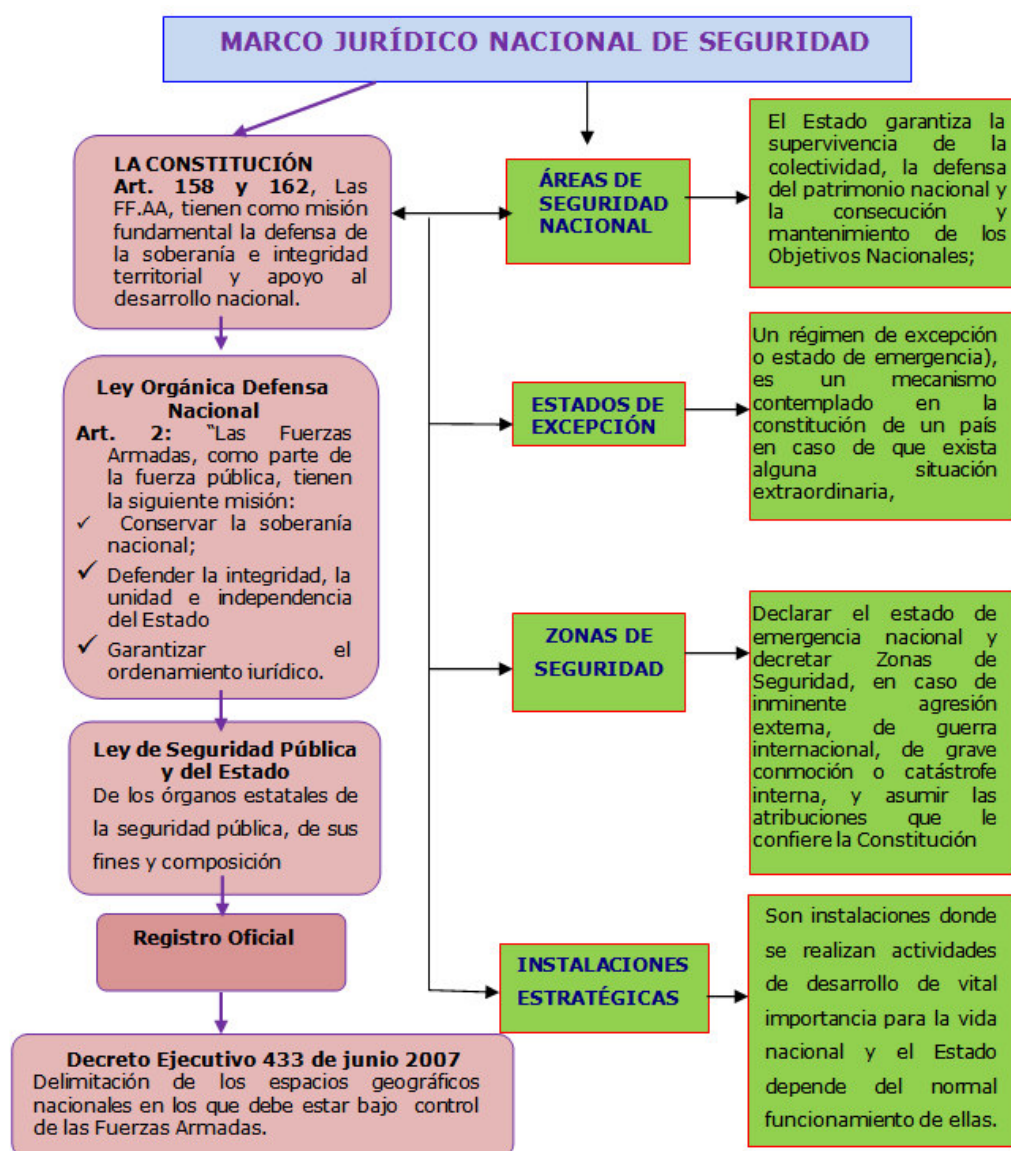 MARCO JURÍDICO NACIONAL DE SEGURIDAD
LA CONSTITUCIÓN
Art. 158 y 162, Las
FF.AA, tienen como misión
fundamental la defensa de
la soberanía e integridad
territorial y apoyo al
desarrollo nacional.
Ley Orgánica Defensa
Nacional
Art. 2: “Las Fuerzas
Armadas, como parte de
la fuerza pública, tienen
la siguiente misión:
✓ Conservar la soberanía
nacional;
✓ Defender la integridad, la
unidad e independencia
del Estado
✓ Garantizar el
ordenamiento jurídico.
Ley de Seguridad Pública
y del Estado
De los órganos estatales de
la seguridad pública, de sus
fines y composición
Registro Oficial
Decreto Ejecutivo 433 de junio 2007
Delimitación de los espacios geográficos
nacionales en los que debe estar bajo control
de las Fuerzas Armadas.
ÁREAS DE
SEGURIDAD
NACIONAL
El Estado garantiza la
supervivencia de la
colectividad, la defensa
del patrimonio nacional y
la consecución y
mantenimiento de los
Objetivos Nacionales;
ESTADOS DE
EXCEPCIÓN
Un régimen de excepción
o estado de emergencia),
es un mecanismo
contemplado en la
constitución de un país
en caso de que exista
alguna situación
extraordinaria,
ZONAS DE
SEGURIDAD
Declarar el estado de
emergencia nacional y
decretar Zonas de
Seguridad, en caso de
inminente agresión
externa, de guerra
internacional, de grave
conmoción o catástrofe
interna, y asumir las
atribuciones que le
confiere la Constitución
INSTALACIONES
ESTRATÉGICAS
Son instalaciones donde
se realizan actividades
de desarrollo de vital
importancia para la vida
nacional y el Estado
depende del normal
funcionamiento de ellas.